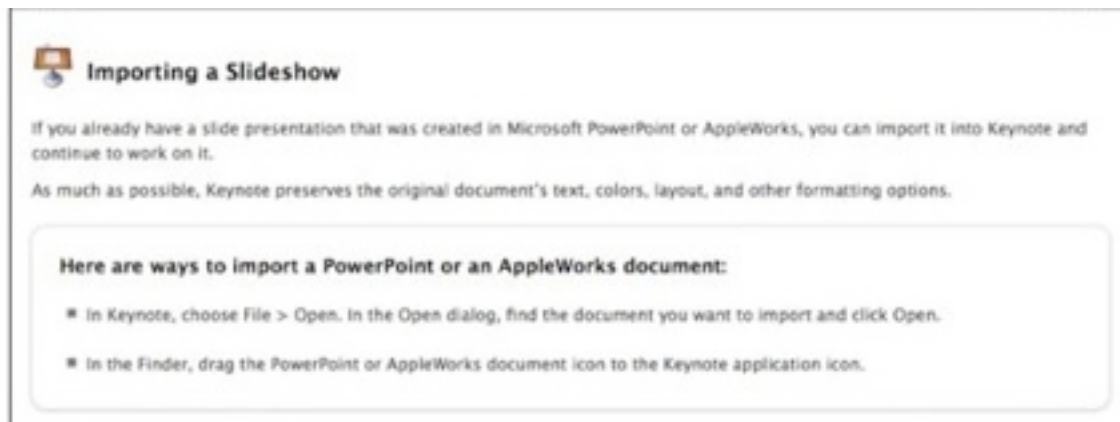 Importing a Slideshow
If you already have a slide presentation that was created in Microsoft PowerPoint or AppleWorks, you can import it into Keynote and
continue to work on it.
As much as possible, Keynote preserves the original document's text, colors, layout, and other formatting options.
Here are ways to import a PowerPoint or an AppleWorks document:
▪ In Keynote, choose File > Open. In the Open dialog, find the document you want to import and click Open.
▪ In the Finder, drag the PowerPoint or AppleWorks document icon to the Keynote application icon.